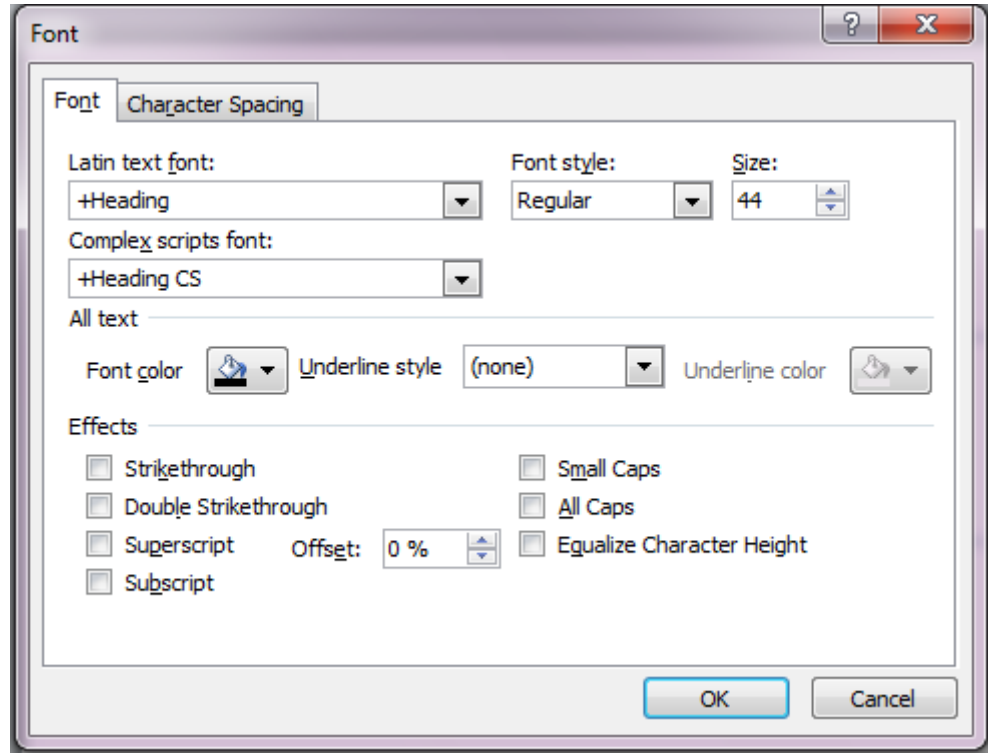 Font
Font Character Spacing
Latin text font: Font style: Size:
+Heading Regular 44
Complex scripts font:
+Heading CS
All text
Font color Underline style (none) Underline color
Effects
Strikethrough Small Caps
Double Strikethrough All Caps
Superscript Offset: 0 % Equalize Character Height
Subscript
OK Cancel